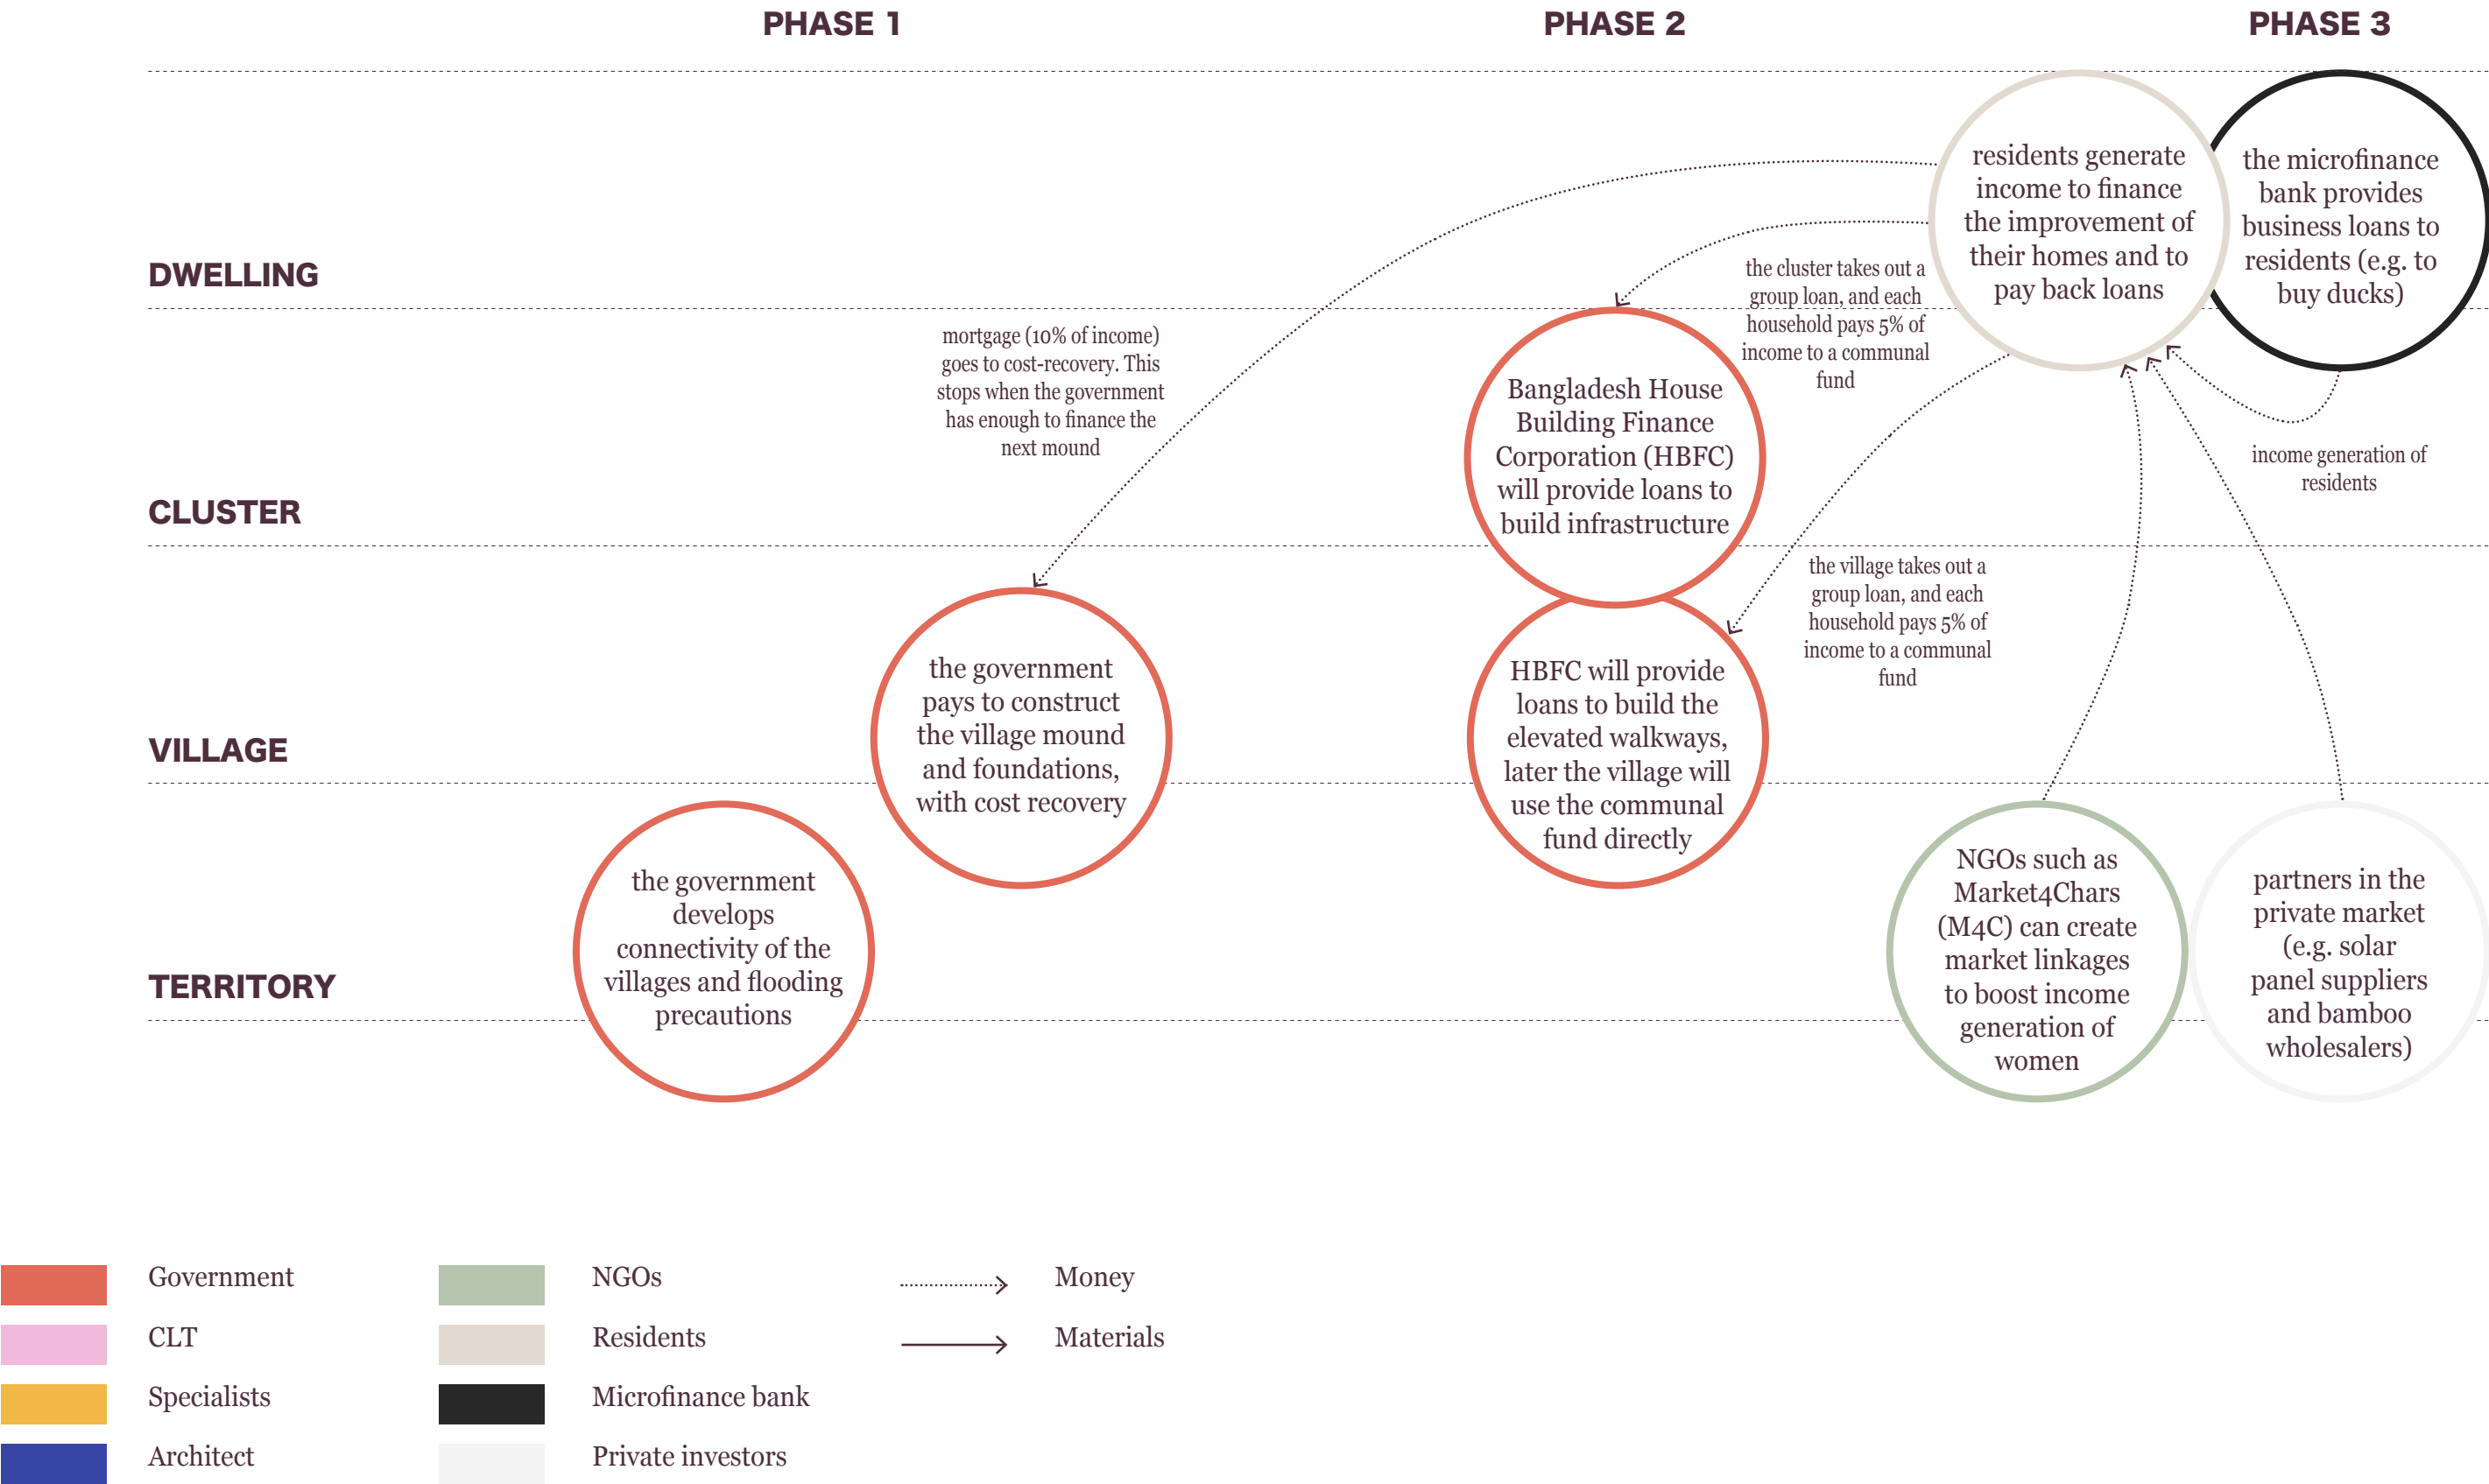 PHASE 1
PHASE 2
PHASE 3
residents generate
income to finance
the improvement of
their homes and to
pay back loans
the microfinance
bank provides
business loans to
residents (e.g. to
buy ducks)
DWELLING
the cluster takes out a
group loan, and each
household pays 5% of
income to a communal
fund
mortgage (10% of income)
goes to cost-recovery. This
stops when the government
has enough to finance the
next mound
Bangladesh House
Building Finance
Corporation (HBFC)
will provide loans to
build infrastructure
income generation of
residents
CLUSTER
the village takes out a
group loan, and each
household pays 5% of
income to a communal
fund
the government
pays to construct
the village mound
and foundations,
with cost recovery
HBFC will provide
loans to build the
elevated walkways,
later the village will
use the communal
fund directly
VILLAGE
the government
develops
connectivity of the
villages and flooding
precautions
NGOs such as
Market4Chars
(M4C) can create
market linkages
to boost income
generation of
women
partners in the
private market
(e.g. solar
panel suppliers
and bamboo
wholesalers)
TERRITORY
Government
CLT
Specialists
Architect
NGOs
Residents
Microfinance bank
Private investors
Money
Materials